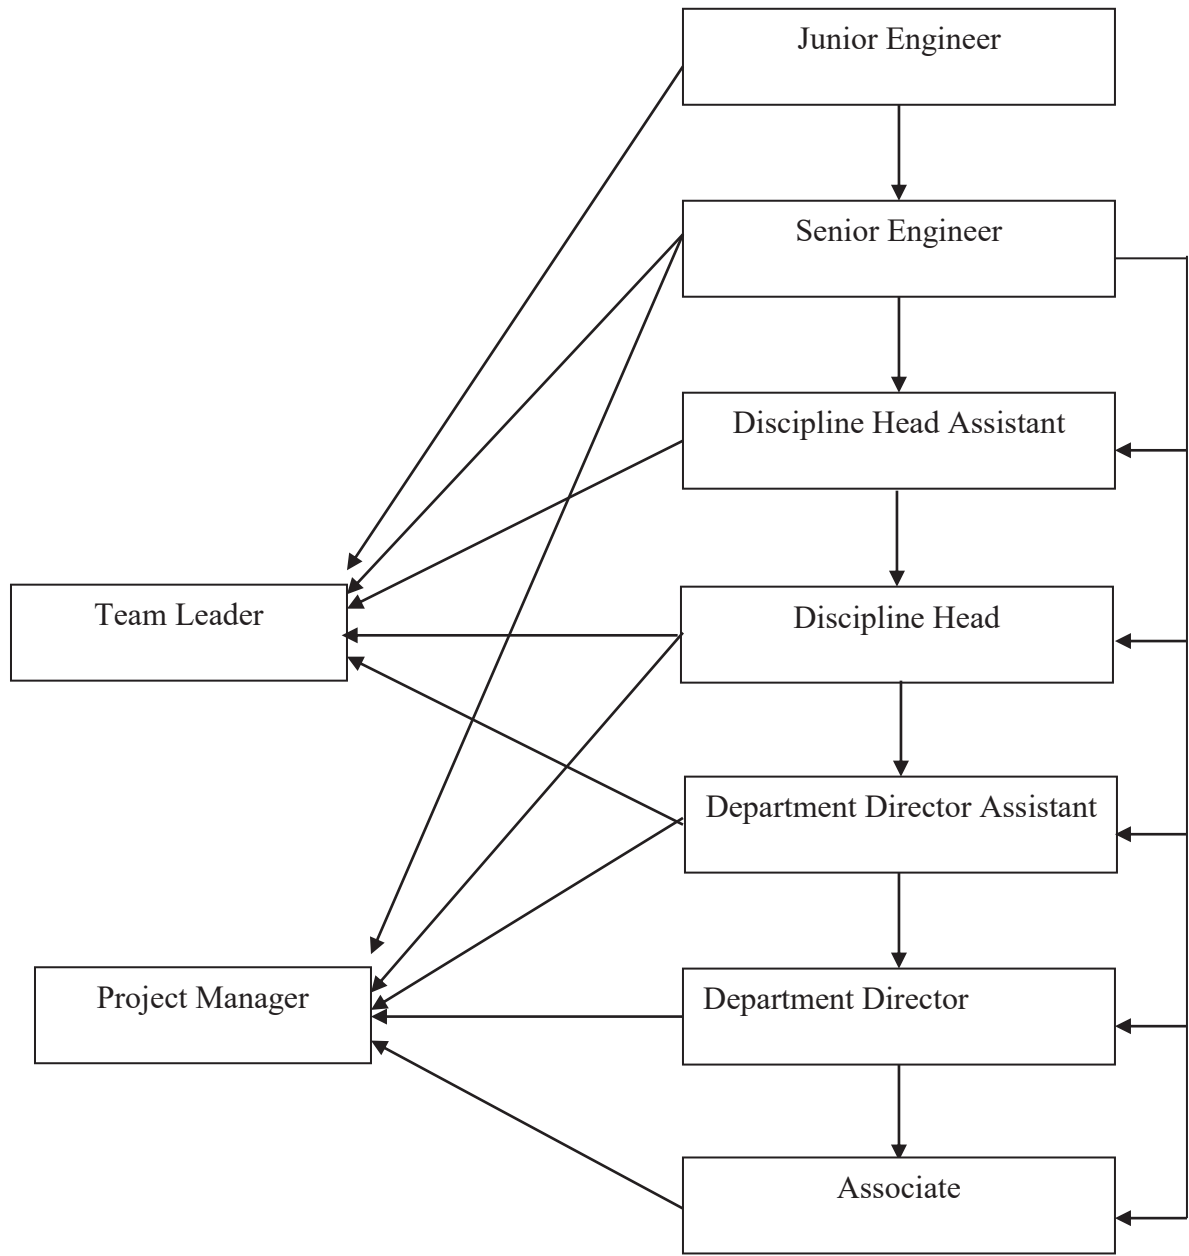 Junior Engineer
Senior Engineer
Discipline Head Assistant
Team Leader
Discipline Head
Department Director Assistant
Project Manager
Department Director
Associate